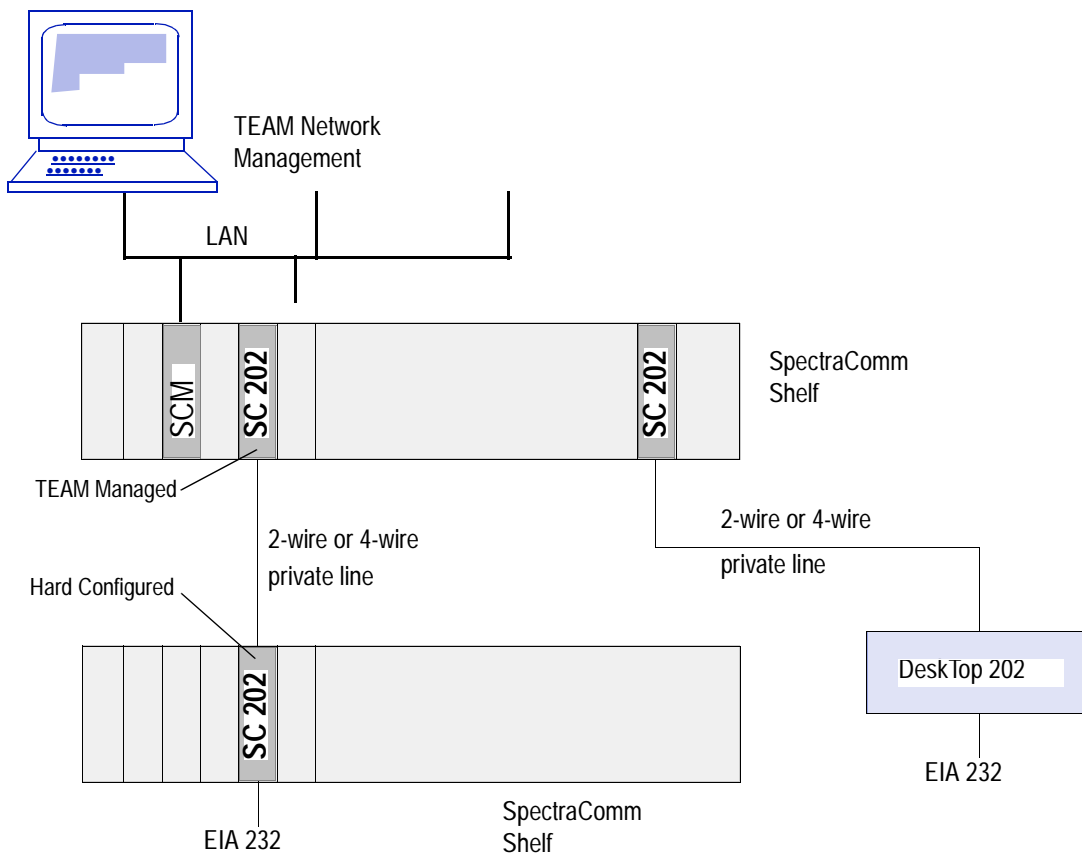 TEAM Network
Management
LAN
SCM
SC 202
SC 202
SpectraComm
Shelf
TEAM Managed
2-wire or 4-wire
private line
2-wire or 4-wire
private line
Hard Configured
SC 202
DeskTop 202
EIA 232
SpectraComm
Shelf
EIA 232